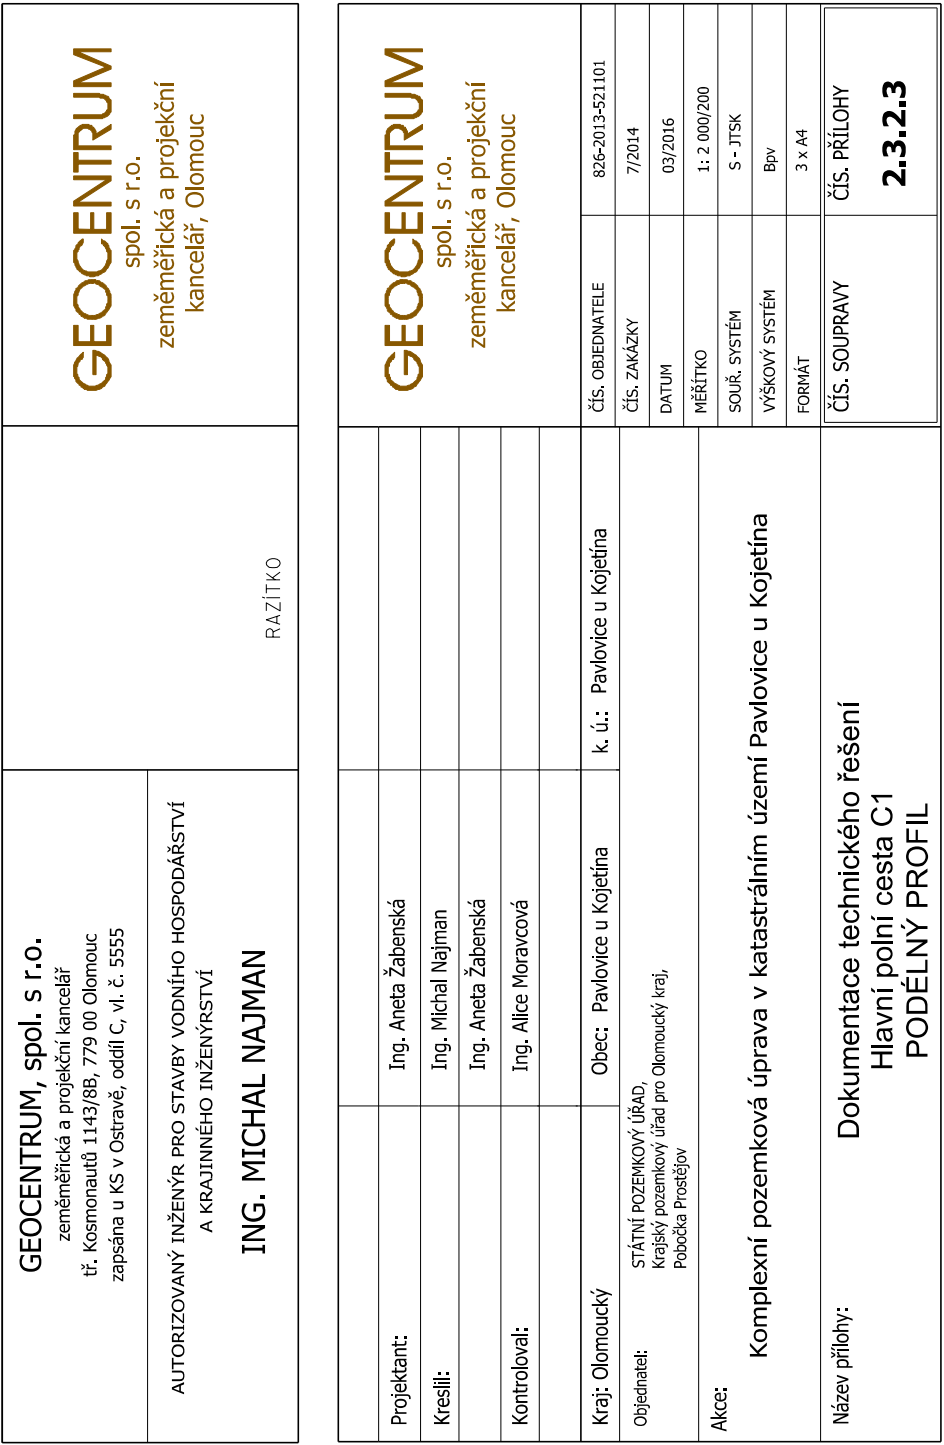 GEOCENTRUM, spol. s r.o.
zeměměřická a projekční kancelář
tř. Kosmonautů 1143/8B, 779 00 Olomouc
zapsána u KS v Ostravě, oddíl C, vl. č. 5555
AUTORIZOVANÝ INŽENÝR PRO STAVBY VODNÍHO HOSPODÁŘSTVÍ
A KRAJINNÉHO INŽENÝRSTVÍ
ING. MICHAL NAJMAN
RAZÍTKO
GEOCENTRUM
spol. s r.o.
zeměměřická a projekční
kancelář, Olomouc
Projektant: Ing. Aneta Žabenská
Kreslil: Ing. Michal Najman
Ing. Aneta Žabenská
Kontroloval: Ing. Alice Moravcová
GEOCENTRUM
spol. s r.o.
zeměměřická a projekční
kancelář, Olomouc
Kraj: Olomoucký Obec: Pavlovice u Kojetína k. ú.: Pavlovice u Kojetína
Objednatel: STÁTNÍ POZEMKOVÝ ÚŘAD,
Krajský pozemkový úřad pro Olomoucký kraj,
Pobočka Prostějov
Akce:
Komplexní pozemková úprava v katastrálním území Pavlovice u Kojetína
ČÍS. OBJEDNATELE 826-2013-521101
ČÍS. ZAKÁZKY 7/2014
DATUM 03/2016
MĚŘÍTKO 1: 2 000/200
SOUŘ. SYSTÉM S - JTSK
VÝŠKOVÝ SYSTÉM Bpv
FORMÁT 3 x A4
Název přílohy:
Dokumentace technického řešení
Hlavní polní cesta C1
PODÉLNÝ PROFIL
ČÍS. SOUPRAVY ČÍS. PŘÍLOHY
2.3.2.3